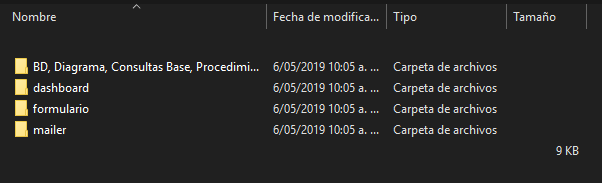 Nombre Fecha de modifica... Tipo Tamaño
BD, Diagrama, Consultas Base, Procedimi... 6/05/2019 10:05 a. ... Carpeta de archivos
dashboard 6/05/2019 10:05 a. ... Carpeta de archivos
formulario 6/05/2019 10:05 a. ... Carpeta de archivos
mailer 6/05/2019 10:05 a. ... Carpeta de archivos
9 KB